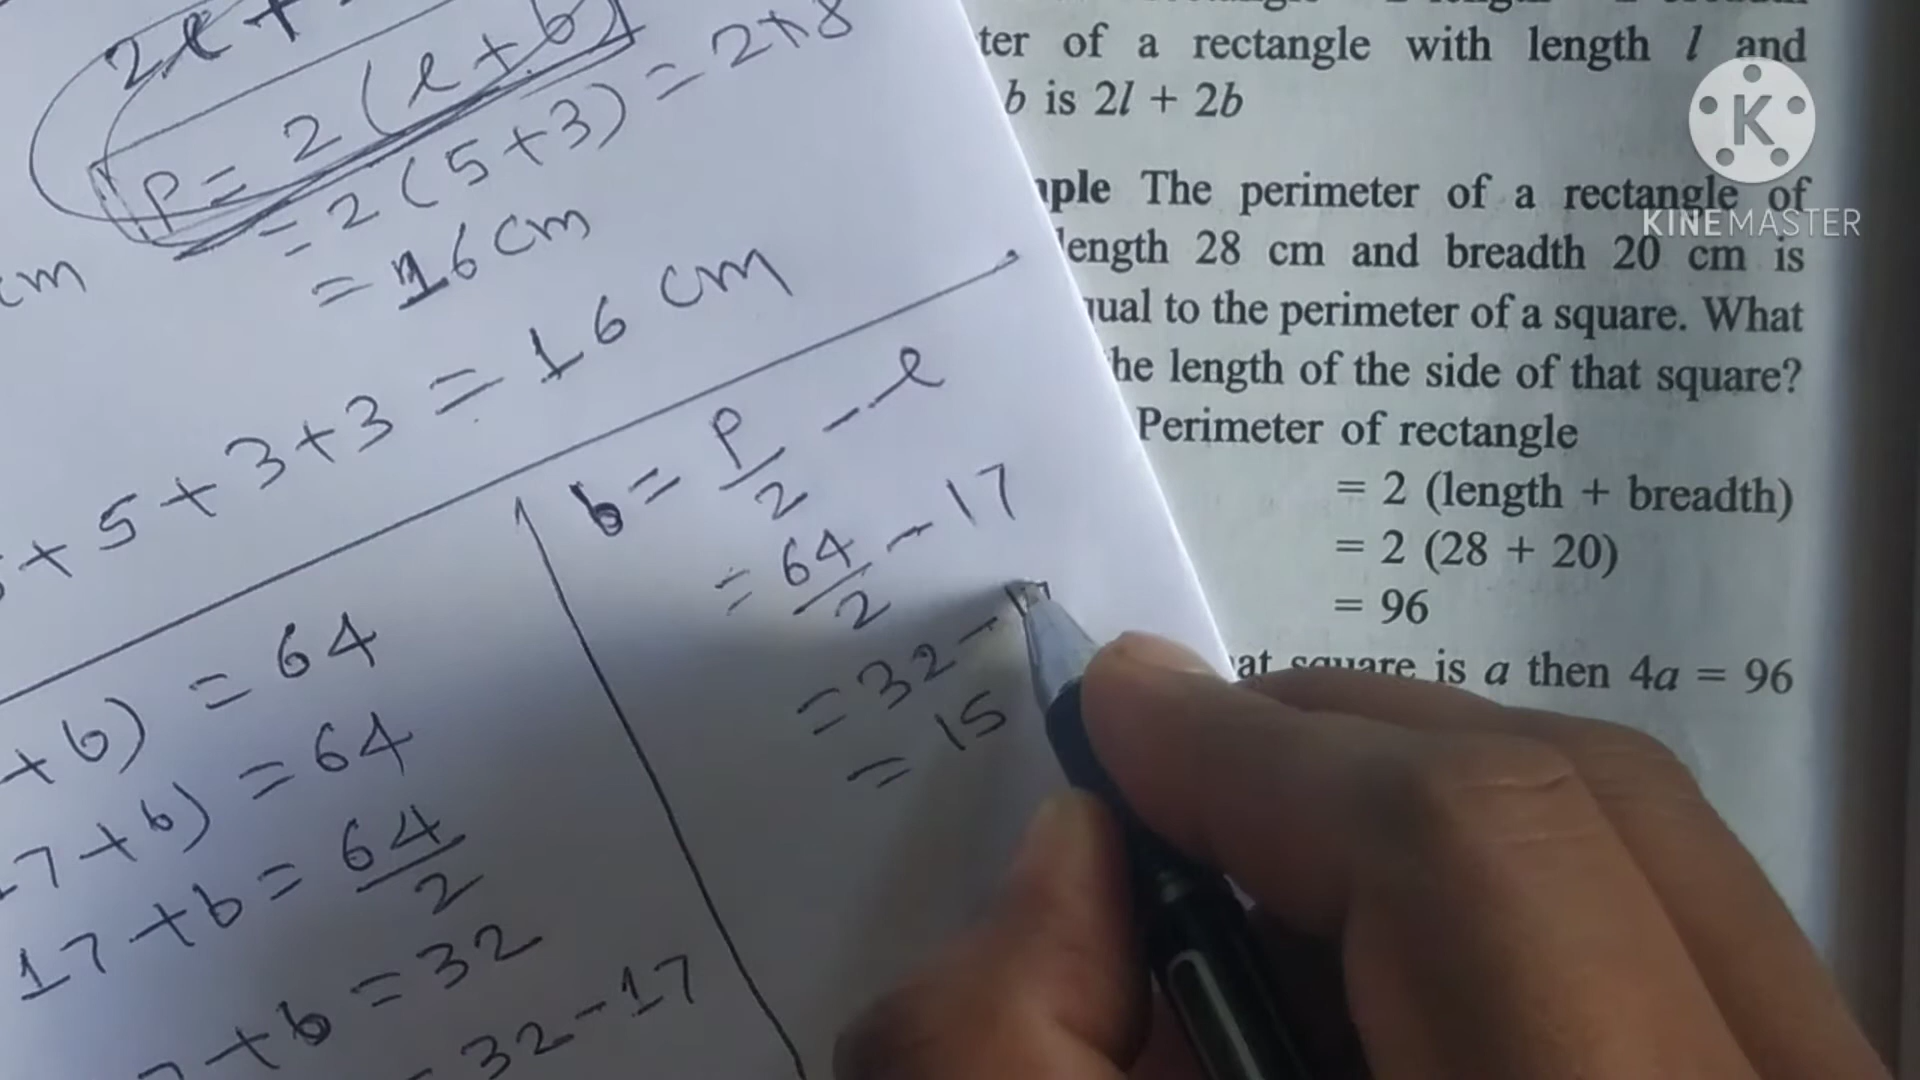 2l +
P = 2(l + b)
= 2(5+3) = 2×8
= 16 cm
cm
+ 5 + 3 + 3 = 16 cm
+ b) = 64
7 + b) = 64
17 + b = 64/2
+ b = 32
= 32 - 17
b = P/2 - l
= 64/2 - 17
= 32 -
= 15
ter of a rectangle with length l and
b is 2l + 2b
ple The perimeter of a rectangle of
length 28 cm and breadth 20 cm is
ual to the perimeter of a square. What
he length of the side of that square?
Perimeter of rectangle
= 2 (length + breadth)
= 2 (28 + 20)
= 96
at square is a then 4a = 96
K
KINEMASTER